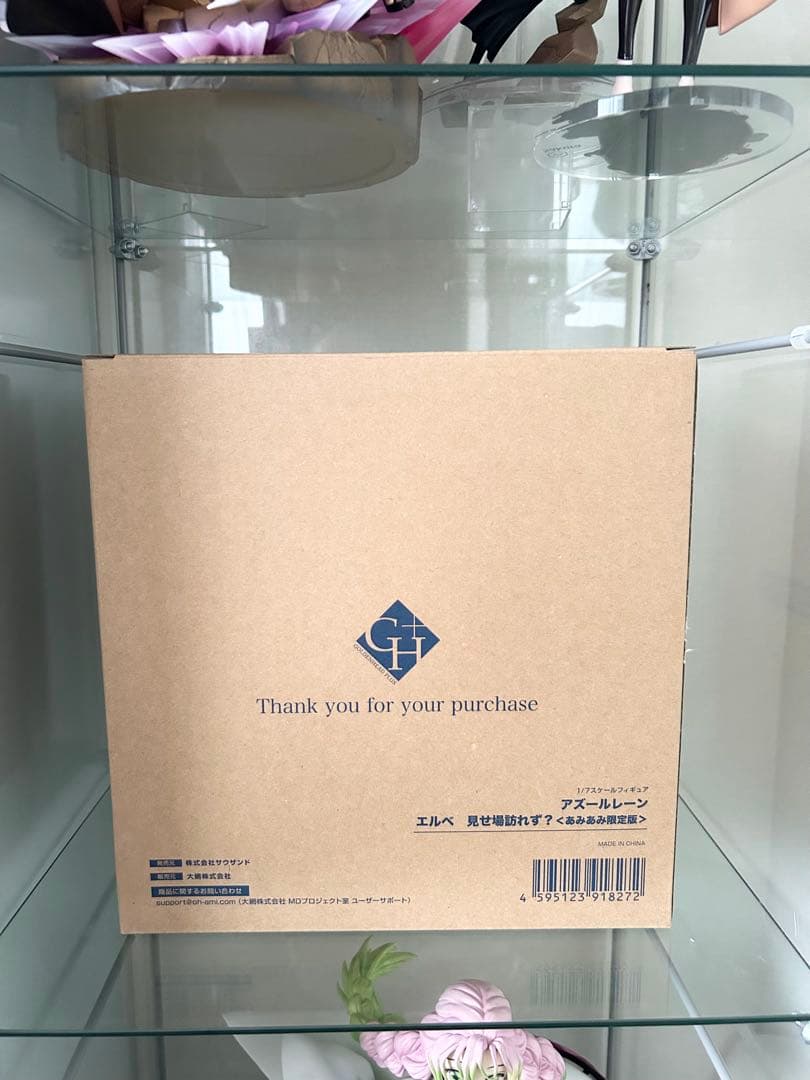 G+H
GOLDENHEAD PLUS
Thank you for your purchase
1/7スケールフィギュア
アズールレーン
エルベ 見せ場訪れず?<あみあみ限定版>
MADE IN CHINA
発売元 株式会社サウザンド
販売元 大網株式会社
商品に関するお問い合わせ
support@oh-ami.com(大網株式会社 MDプロジェクト室 ユーザーサポート)
4 595123 918272